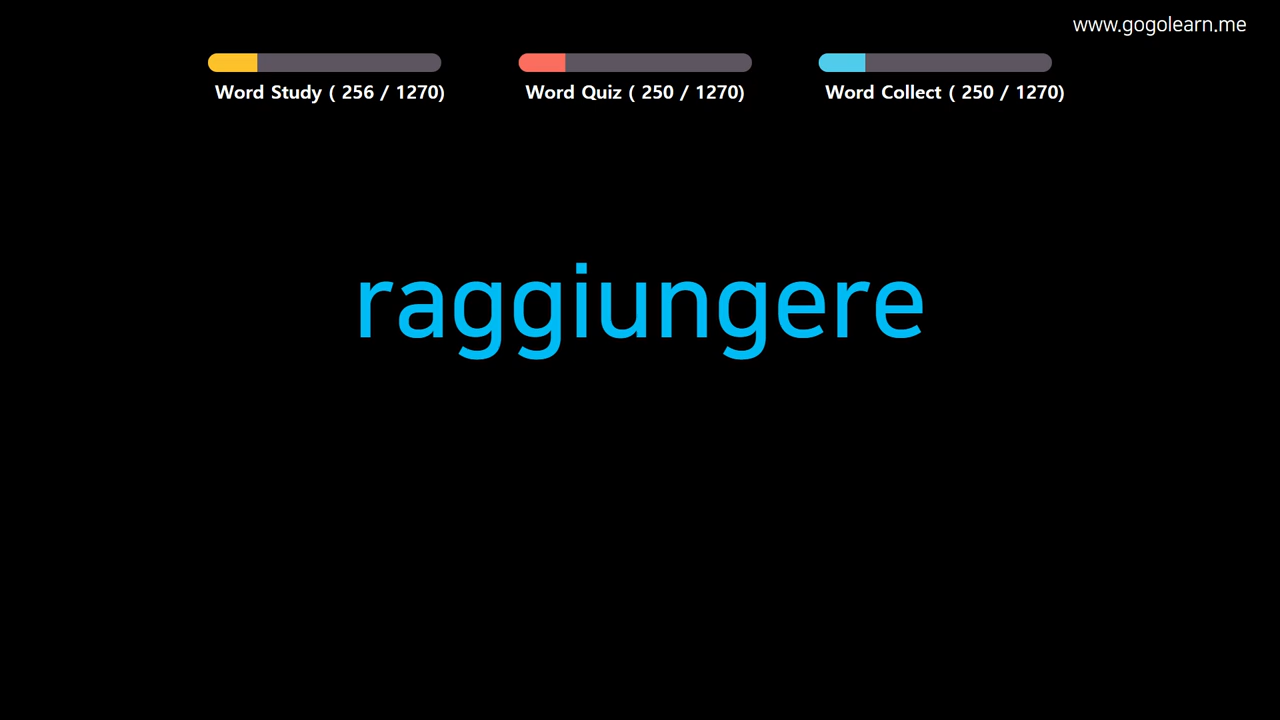 www.gogolearn.me
Word Study ( 256 / 1270)
Word Quiz ( 250 / 1270)
Word Collect ( 250 / 1270)
raggiungere